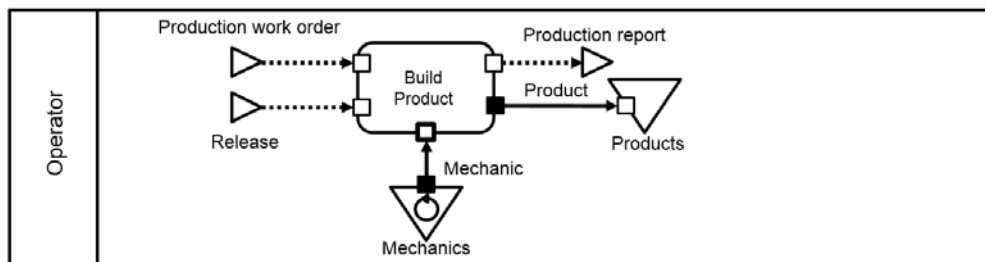 Production work order
Production report
Build
Product
Product
Operator
Release
Products
Mechanic
Mechanics